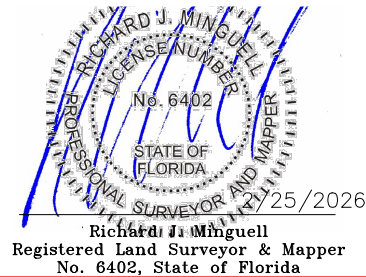 RICHARD J. MINGUELL
LICENSE NUMBER
No. 6402
STATE OF
FLORIDA
PROFESSIONAL SURVEYOR AND MAPPER
/25/2026
Richard J. Minguell
Registered Land Surveyor & Mapper
No. 6402, State of Florida